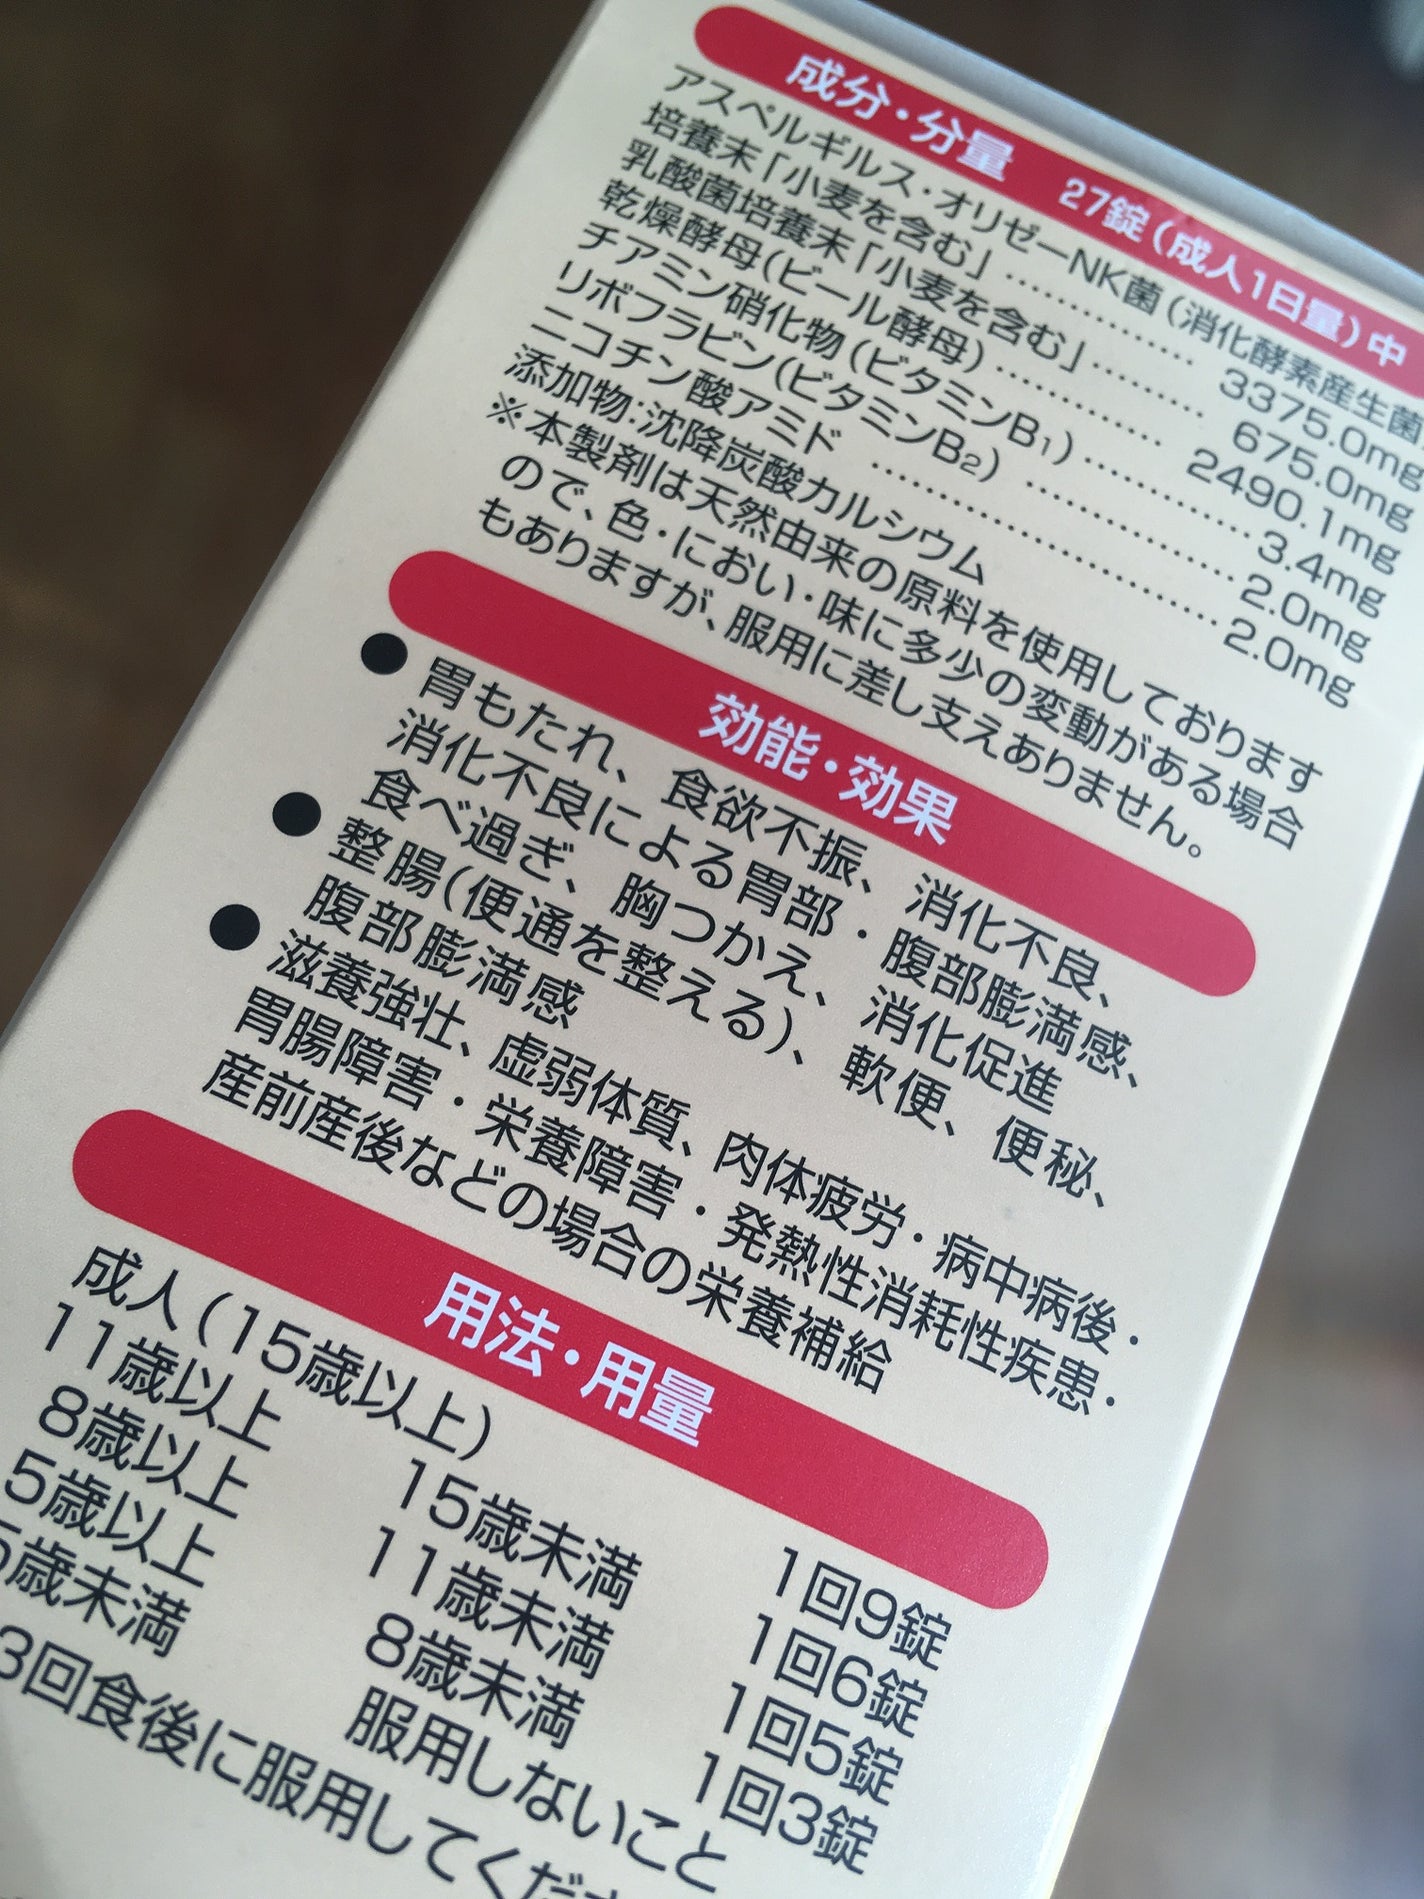 成分・分量 27錠(成人1日量)中
アスペルギルス・オリゼーNK菌(消化酵素産生菌
培養末「小麦を含む」……………… 3375.0mg
乳酸菌培養末「小麦を含む」………… 675.0mg
乾燥酵母(ビール酵母)……………… 2490.1mg
チアミン硝化物(ビタミンB1)……………3.4mg
リボフラビン(ビタミンB2) ………………2.0mg
ニコチン酸アミド ……………………………2.0mg
添加物:沈降炭酸カルシウム
※本製剤は天然由来の原料を使用しております
ので、色・におい・味に多少の変動がある場合
もありますが、服用に差し支えありません。
効能・効果
●胃もたれ、食欲不振、消化不良、
消化不良による胃部・腹部膨満感、
食べ過ぎ、胸つかえ、消化促進
●整腸(便通を整える)、軟便、便秘、
腹部膨満感
●滋養強壮、虚弱体質、肉体疲労・病中病後・
胃腸障害・栄養障害・発熱性消耗性疾患・
産前産後などの場合の栄養補給
用法・用量
成人(15歳以上) 1回9錠
11歳以上 15歳未満 1回6錠
8歳以上 11歳未満 1回5錠
5歳以上 8歳未満 1回3錠
5歳未満 服用しないこと
3回食後に服用してくだ